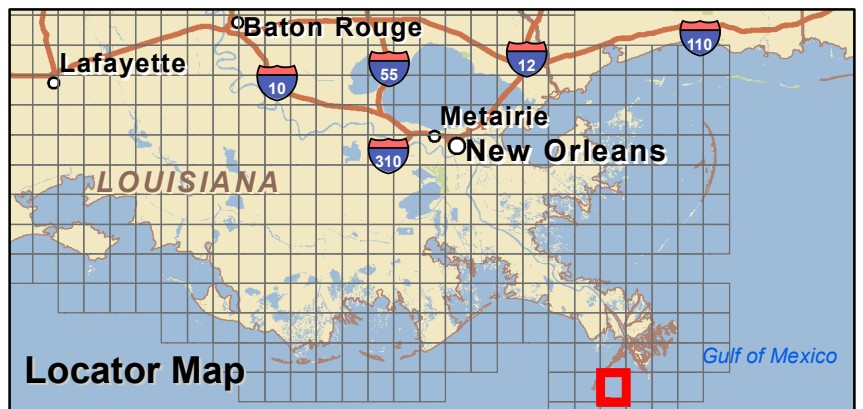 Baton Rouge
110
Lafayette
55
12
10
Metairie
New Orleans
310
LOUISIANA
Gulf of Mexico
Locator Map